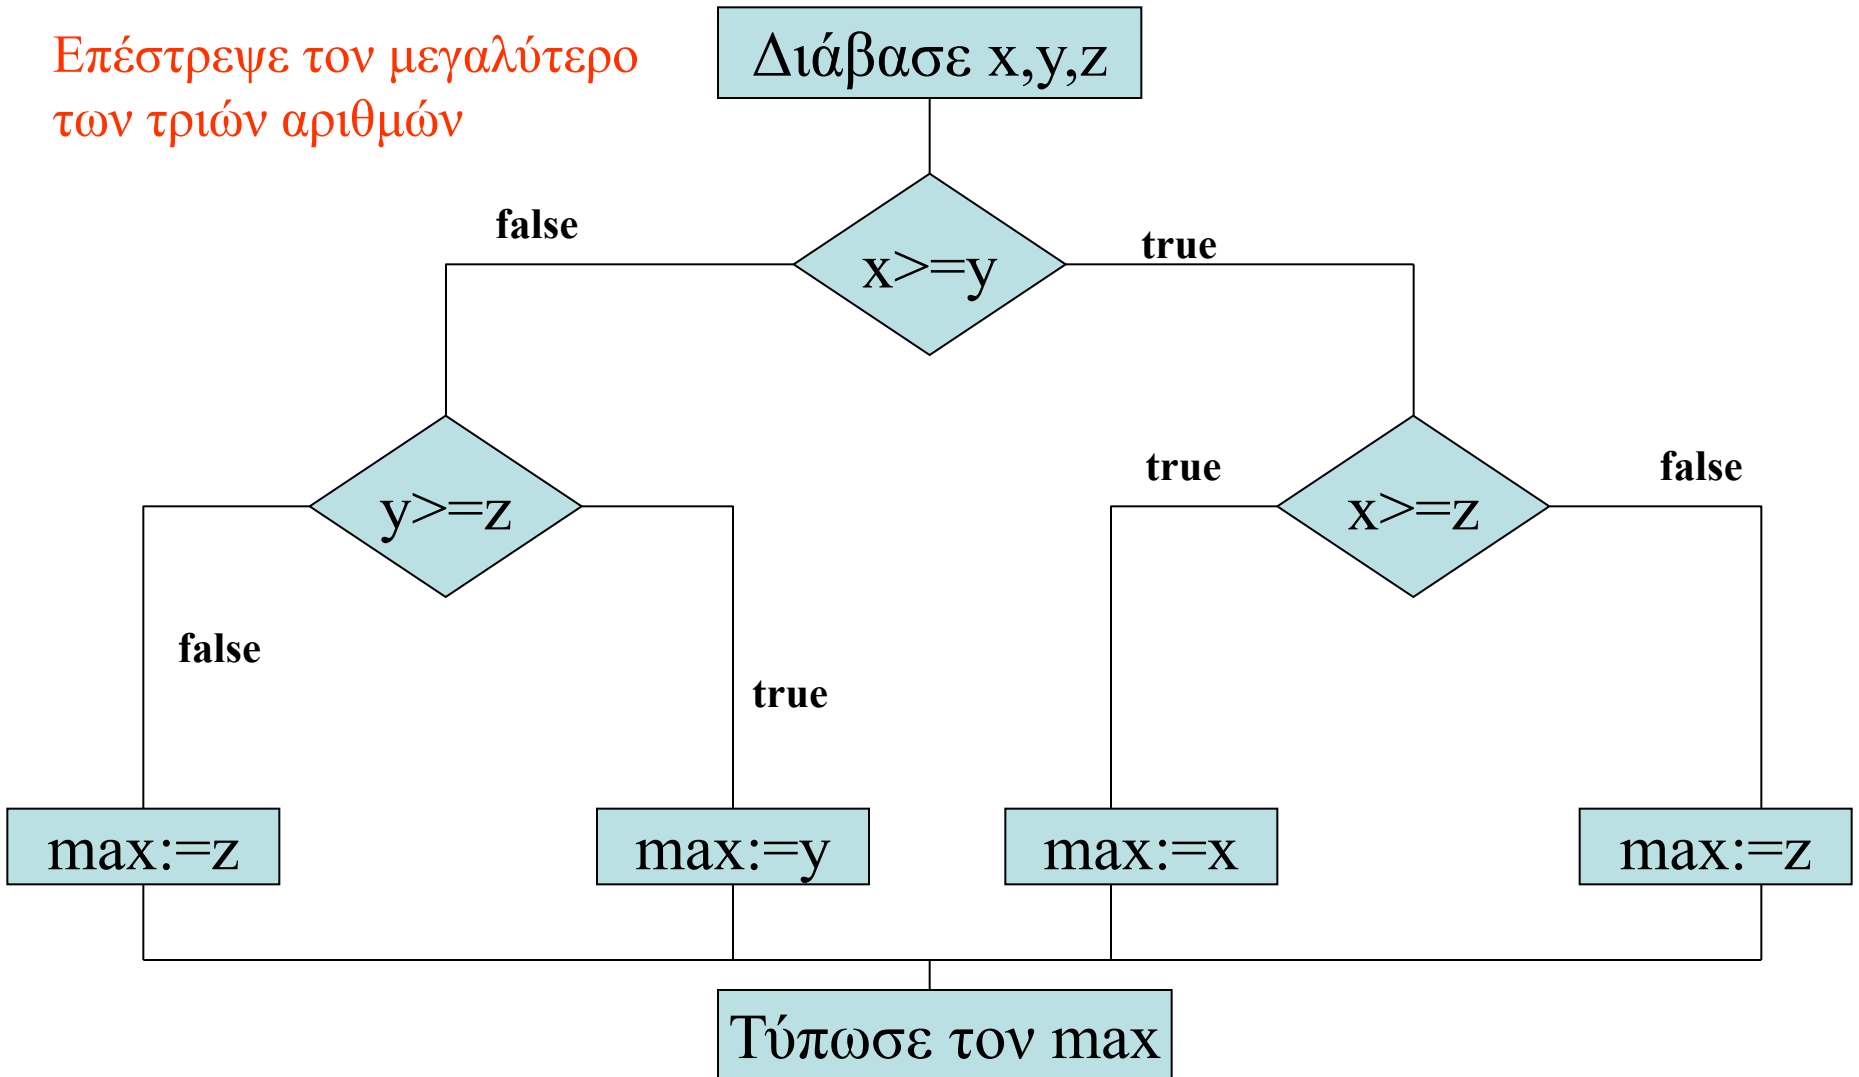 Επέστρεψε τον μεγαλύτερο
των τριών αριθμών
Διάβασε x,y,z
false
true
x>=y
true
false
y>=z
x>=z
false
true
max:=z
max:=y
max:=x
max:=z
Τύπωσε τον max